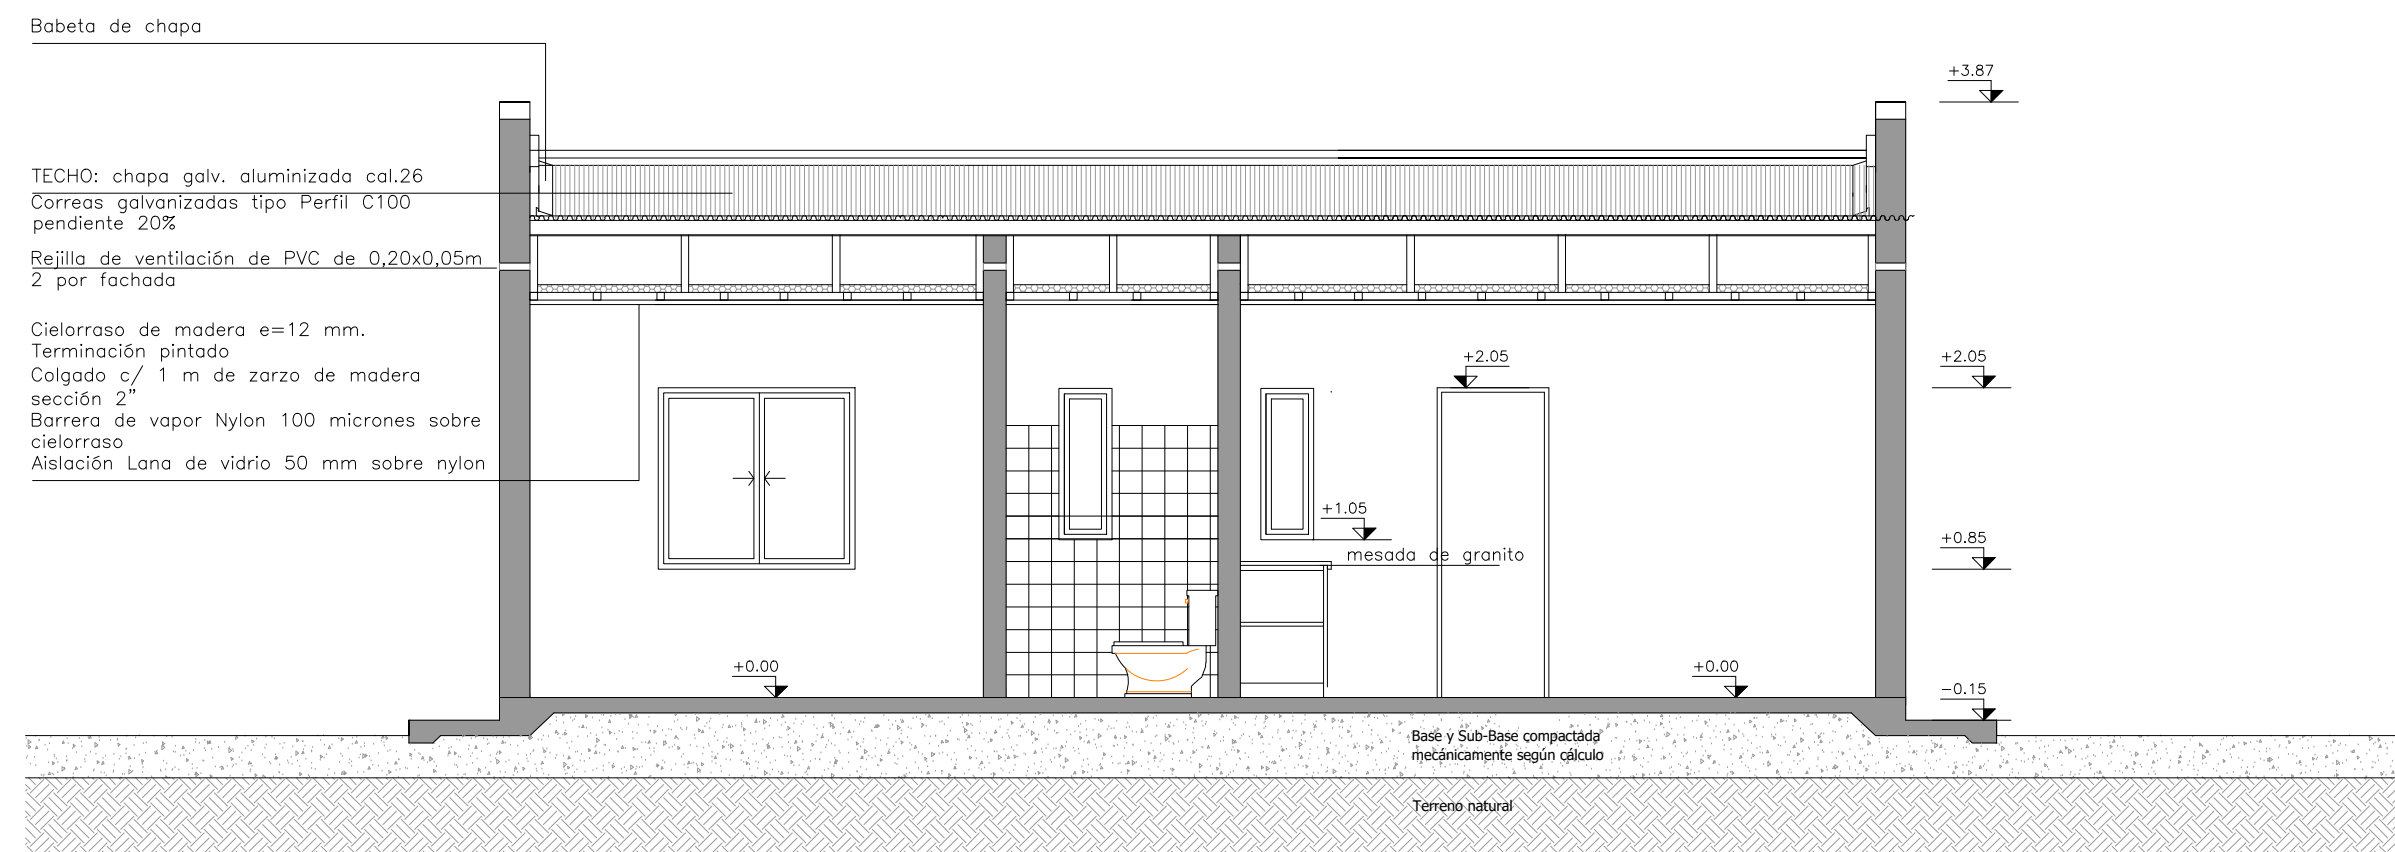 Babeta de chapa
+3.87
TECHO: chapa galv. aluminizada cal.26
Correas galvanizadas tipo Perfil C100
pendiente 20%
Rejilla de ventilación de PVC de 0,20x0,05m
2 por fachada
Cielorraso de madera e=12 mm.
Terminación pintado
Colgado c/ 1 m de zarzo de madera
sección 2”
Barrera de vapor Nylon 100 micrones sobre
cielorraso
Aislación Lana de vidrio 50 mm sobre nylon
+2.05
+2.05
+1.05
mesada de granito
+0.85
+0.00
+0.00
−0.15
Base y Sub-Base compactada
mecánicamente según cálculo
Terreno natural